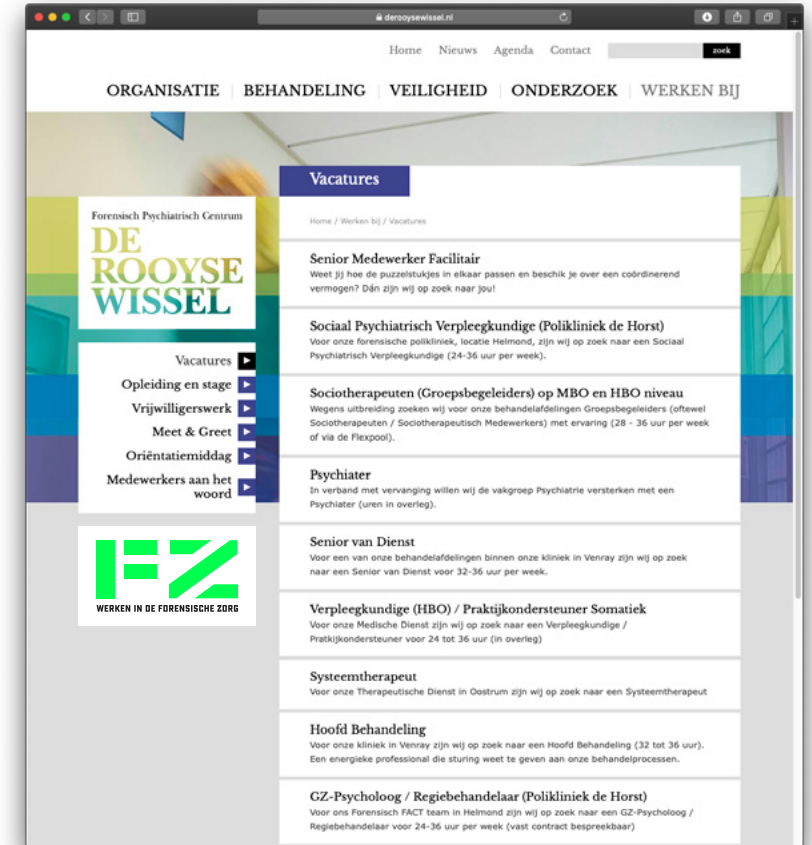 derooysewissel.nl
Home Nieuws Agenda Contact zoek
ORGANISATIE BEHANDELING VEILIGHEID ONDERZOEK WERKEN BIJ
Vacatures
Home / Werken bij / Vacatures
Forensisch Psychiatrisch Centrum
DE
ROOYSE
WISSEL
Vacatures
Opleiding en stage
Vrijwilligerswerk
Meet & Greet
Oriëntatiemiddag
Medewerkers aan het
woord
FZ
WERKEN IN DE FORENSISCHE ZORG
Senior Medewerker Facilitair
Weet jij hoe de puzzelstukjes in elkaar passen en beschik je over een coördinerend
vermogen? Dán zijn wij op zoek naar jou!
Sociaal Psychiatrisch Verpleegkundige (Polikliniek de Horst)
Voor onze forensische polikliniek, locatie Helmond, zijn wij op zoek naar een Sociaal
Psychiatrisch Verpleegkundige (24-36 uur per week).
Sociotherapeuten (Groepsbegeleiders) op MBO en HBO niveau
Wegens uitbreiding zoeken wij voor onze behandelafdelingen Groepsbegeleiders (oftewel
Sociotherapeuten / Sociotherapeutisch Medewerkers) met ervaring (28 - 36 uur per week
of via de Flexpool).
Psychiater
In verband met vervanging willen wij de vakgroep Psychiatrie versterken met een
Psychiater (uren in overleg).
Senior van Dienst
Voor een van onze behandelafdelingen binnen onze kliniek in Venray zijn wij op zoek
naar een Senior van Dienst voor 32-36 uur per week.
Verpleegkundige (HBO) / Praktijkondersteuner Somatiek
Voor onze Medische Dienst zijn wij op zoek naar een Verpleegkundige /
Pratkijkondersteuner voor 24 tot 36 uur (in overleg)
Systeemtherapeut
Voor onze Therapeutische Dienst in Oostrum zijn wij op zoek naar een Systeemtherapeut
Hoofd Behandeling
Voor onze kliniek in Venray zijn wij op zoek naar een Hoofd Behandeling (32 tot 36 uur).
Een energieke professional die sturing weet te geven aan onze behandelprocessen.
GZ-Psycholoog / Regiebehandelaar (Polikliniek de Horst)
Voor ons Forensisch FACT team in Helmond zijn wij op zoek naar een GZ-Psycholoog /
Regiebehandelaar voor 24-36 uur per week (vast contract bespreekbaar)